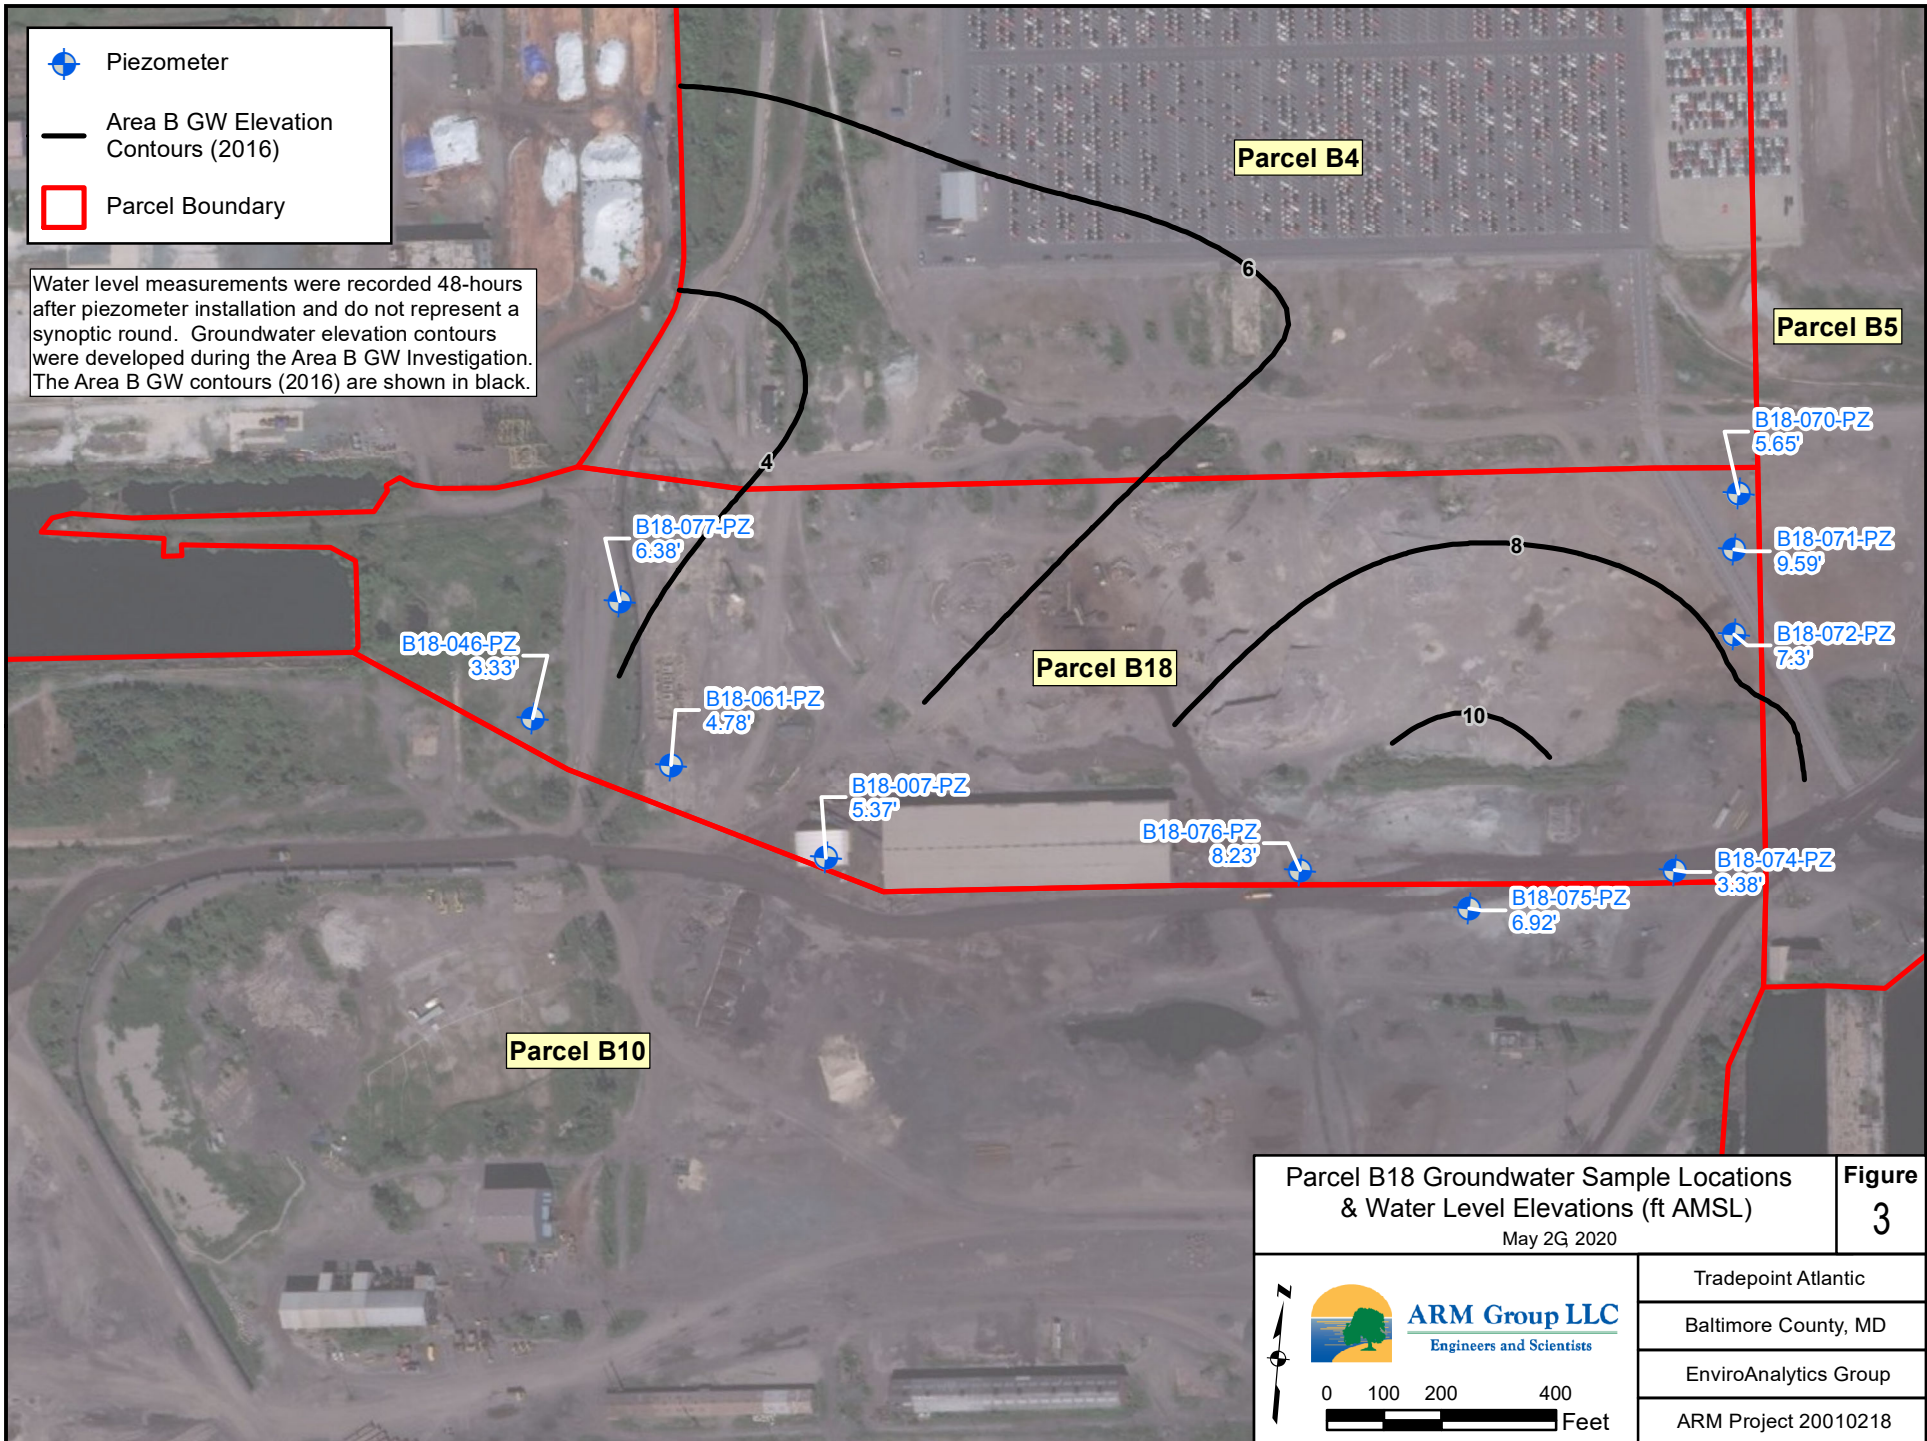 Piezometer
Area B GW Elevation
Contours (2016)
Parcel Boundary
Water level measurements were recorded 48-hours
after piezometer installation and do not represent a
synoptic round. Groundwater elevation contours
were developed during the Area B GW Investigation.
The Area B GW contours (2016) are shown in black.
Parcel B4
6
Parcel B5
B18-070-PZ
5.65'
4
B18-077-PZ
6.38'
8
B18-071-PZ
9.59'
B18-046-PZ
3.33'
Parcel B18
B18-072-PZ
7.3'
B18-061-PZ
4.78'
10
B18-007-PZ
5.37'
B18-076-PZ
8.23'
B18-074-PZ
3.38'
B18-075-PZ
6.92'
Parcel B10
Parcel B18 Groundwater Sample Locations
& Water Level Elevations (ft AMSL)
May 2G, 2020
Figure
3
Z
ARM Group LLC
Engineers and Scientists
0 100 200 400
Feet
Tradepoint Atlantic
Baltimore County, MD
EnviroAnalytics Group
ARM Project 20010218